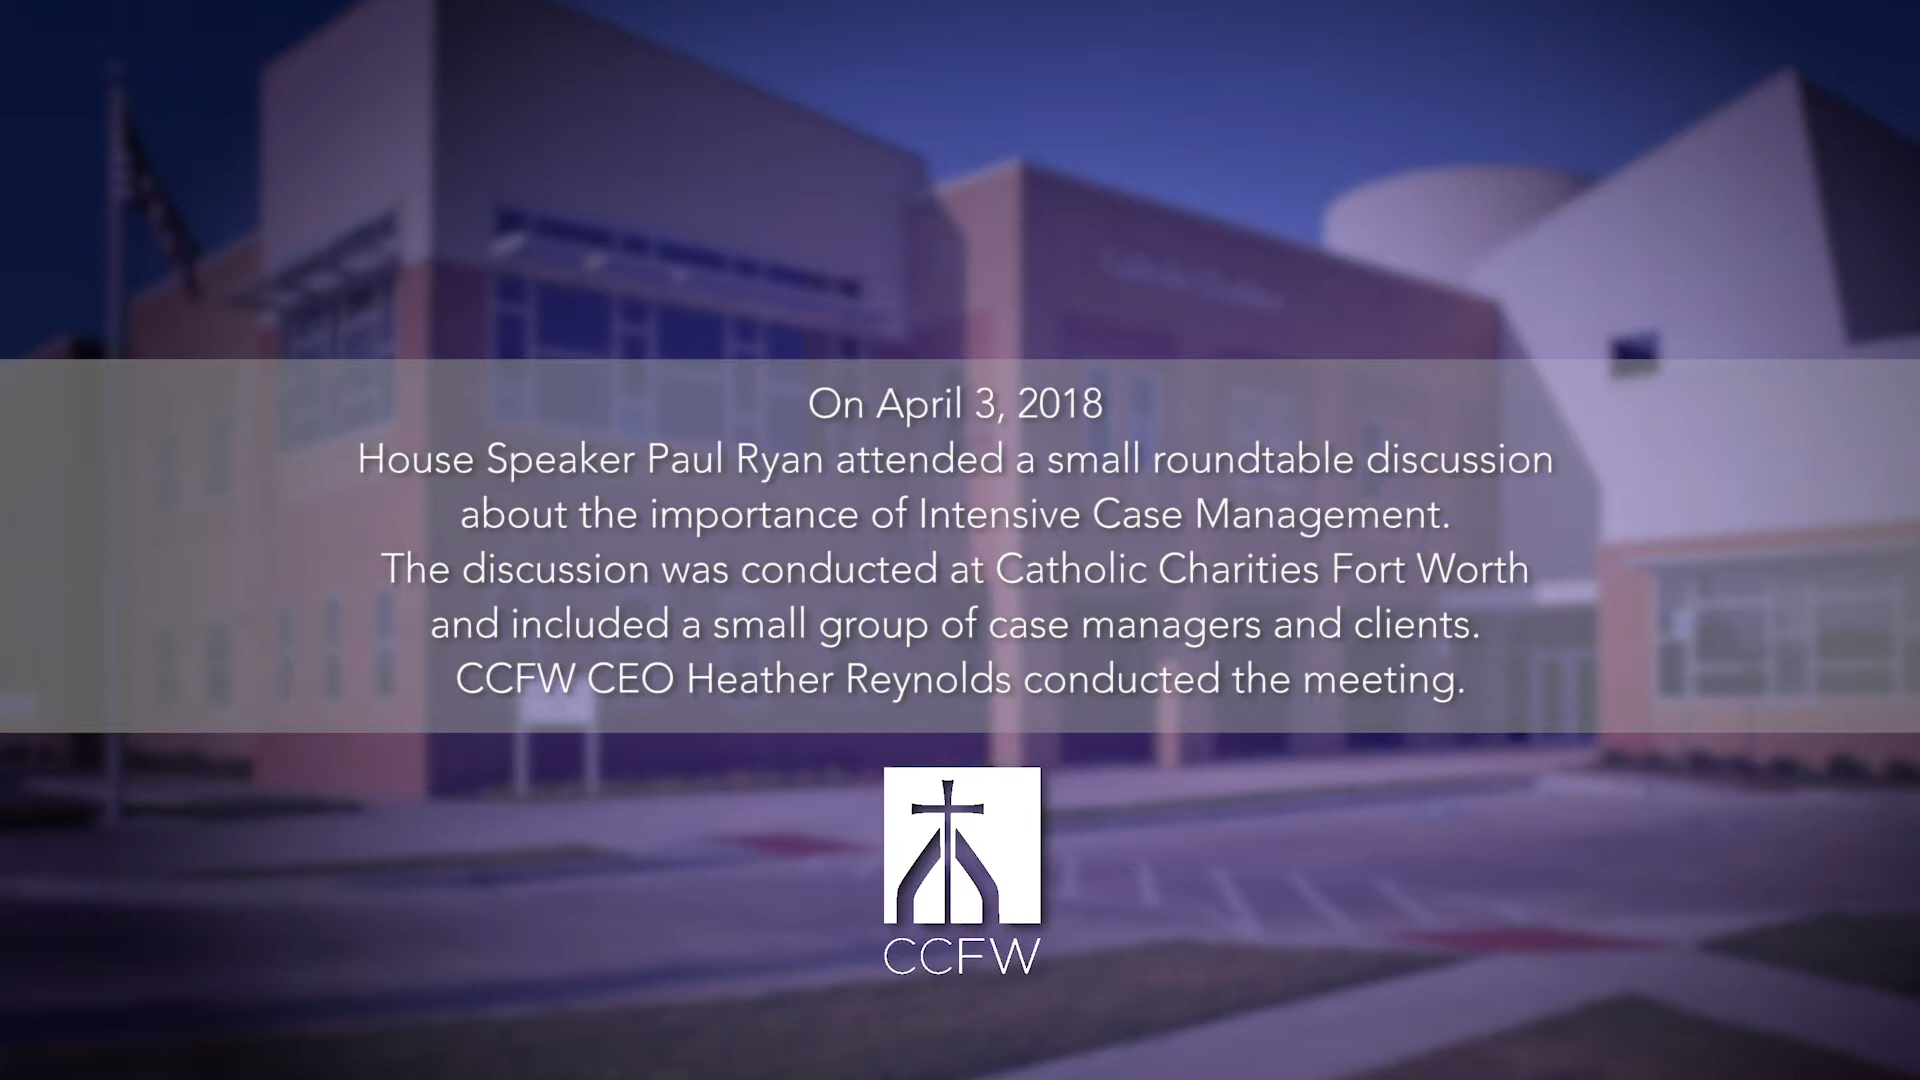 On April 3, 2018
House Speaker Paul Ryan attended a small roundtable discussion
about the importance of Intensive Case Management.
The discussion was conducted at Catholic Charities Fort Worth
and included a small group of case managers and clients.
CCFW CEO Heather Reynolds conducted the meeting.
CCFW